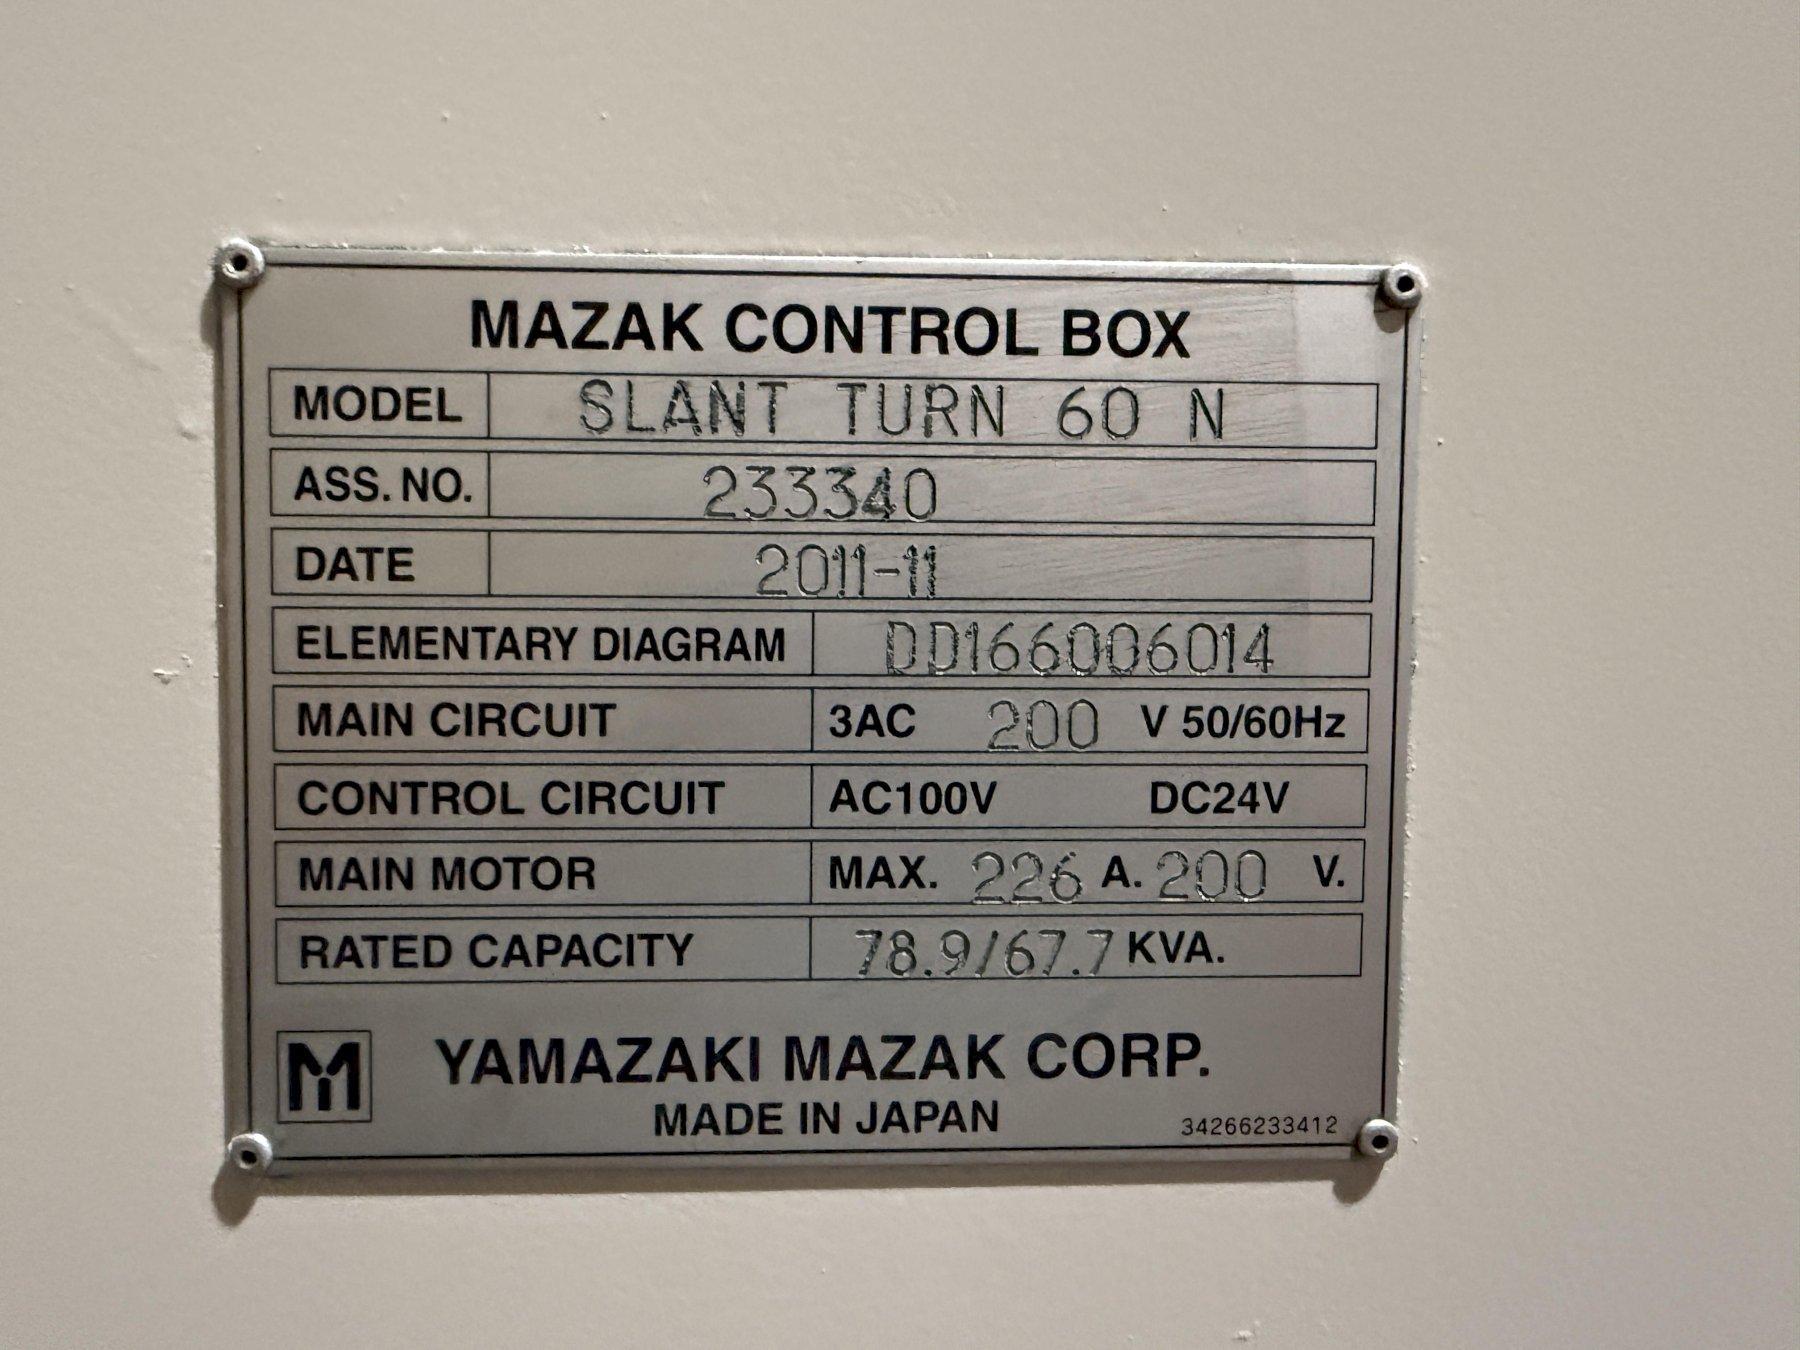 MAZAK CONTROL BOX
MODEL SLANT TURN 60 N
ASS. NO. 233340
DATE 2011-11
ELEMENTARY DIAGRAM DD166006014
MAIN CIRCUIT 3AC 200 V 50/60Hz
CONTROL CIRCUIT AC100V DC24V
MAIN MOTOR MAX. 226 A. 200 V.
RATED CAPACITY 78.9/67.7 KVA.
YAMAZAKI MAZAK CORP.
MADE IN JAPAN
34266233412